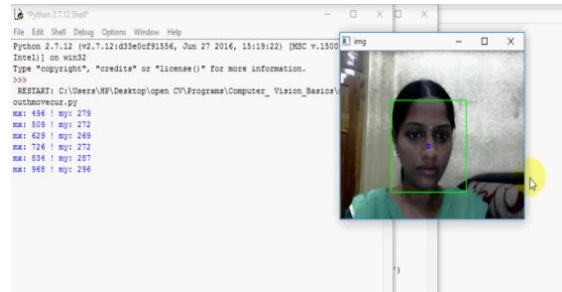 *Python 2.7.12 Shell*
File Edit Shell Debug Options Window Help
Python 2.7.12 (v2.7.12:d33e0cf91556, Jun 27 2016, 15:19:22) [MSC v.1500
Intel)] on win32
Type "copyright", "credits" or "license()" for more information.
>>>
RESTART: C:\Users\HP\Desktop\open CV\Programs\Computer_ Vision_Basics\
outhmovecur.py
mx: 496 ! my: 279
mx: 509 ! my: 272
mx: 629 ! my: 269
mx: 726 ! my: 272
mx: 834 ! my: 287
mx: 968 ! my: 296
img
")